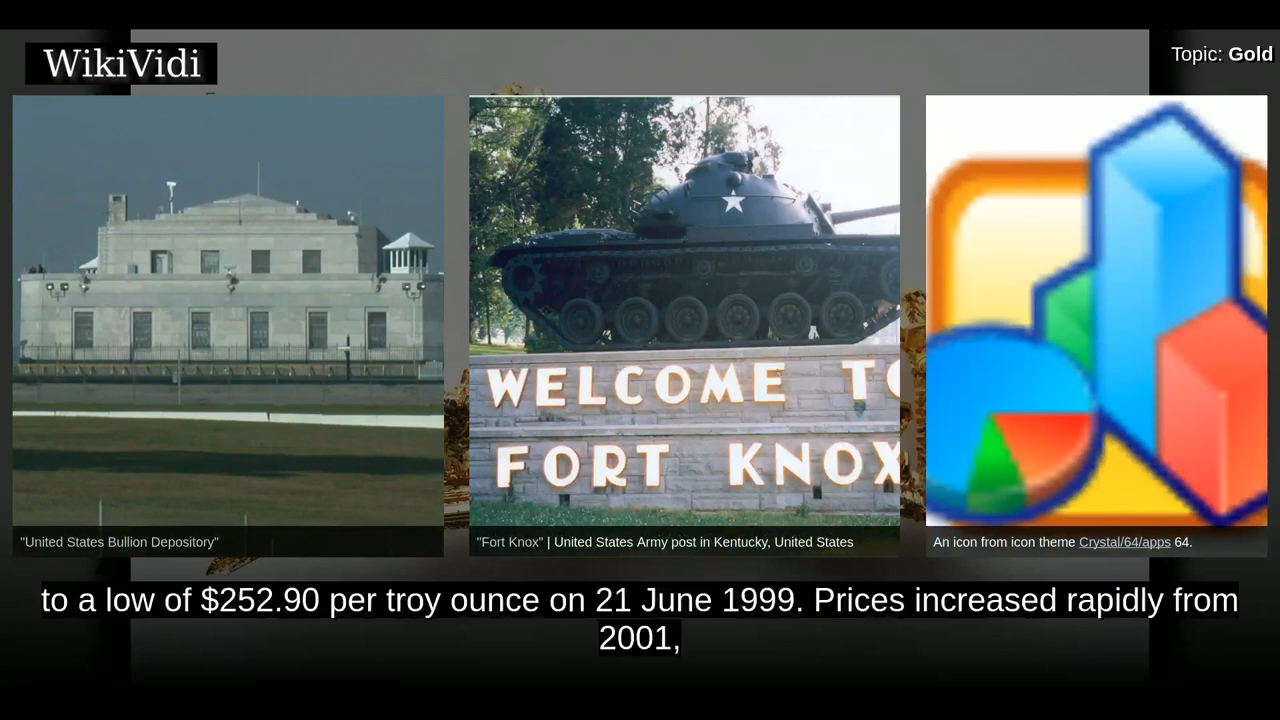 WikiVidi
Topic: Gold
WELCOME TO
FORT KNOX
"United States Bullion Depository"
"Fort Knox" | United States Army post in Kentucky, United States
An icon from icon theme Crystal/64/apps 64.
to a low of $252.90 per troy ounce on 21 June 1999. Prices increased rapidly from
2001,